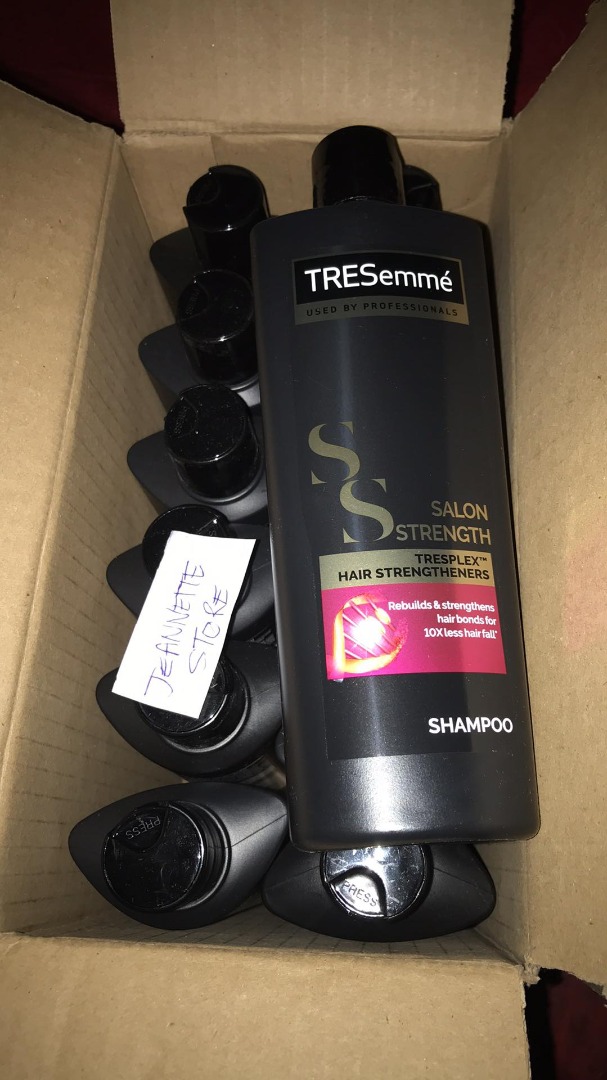 TRESemmé
USED BY PROFESSIONALS
SS
SALON
STRENGTH
TRESPLEX™
HAIR STRENGTHENERS
Rebuilds & strengthens
hair bonds for
10X less hair fall*
SHAMPOO
JEANNETTE
STORE
PRESS
PRESS